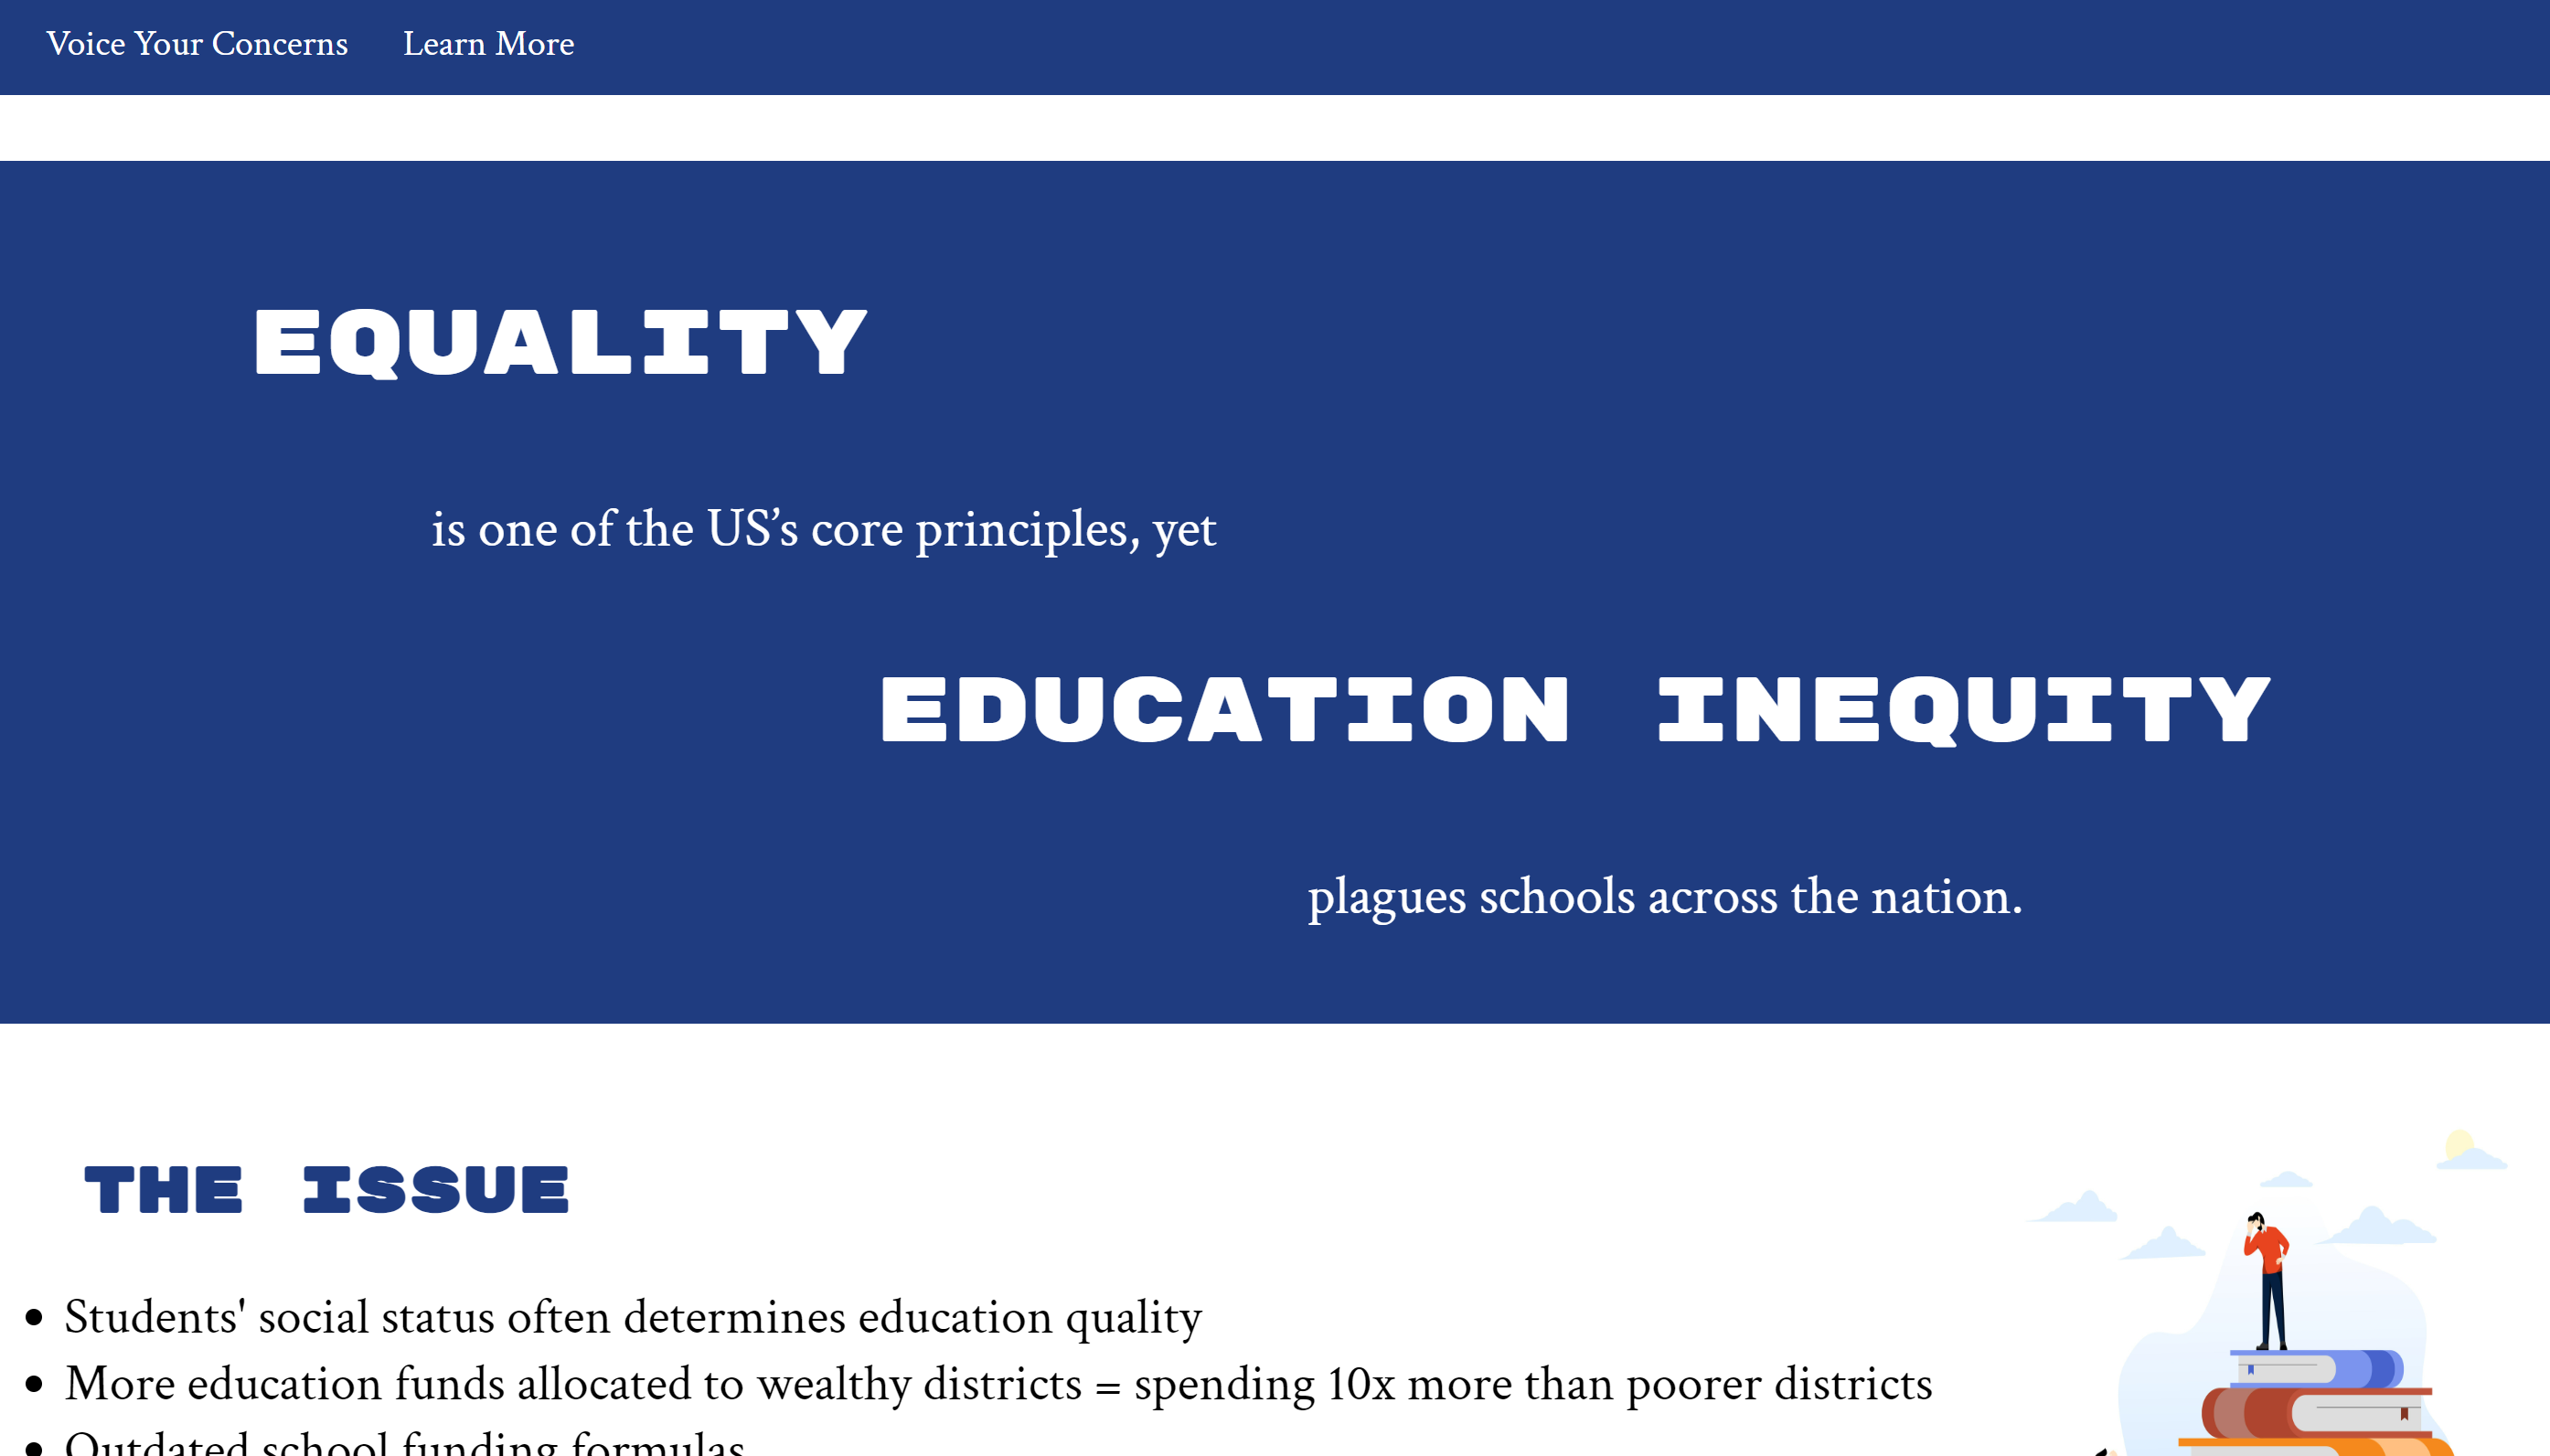 Voice Your Concerns Learn More
EQUALITY
is one of the US’s core principles, yet
EDUCATION INEQUITY
plagues schools across the nation.
THE ISSUE
• Students' social status often determines education quality
• More education funds allocated to wealthy districts = spending 10x more than poorer districts
• Outdated school funding formulas